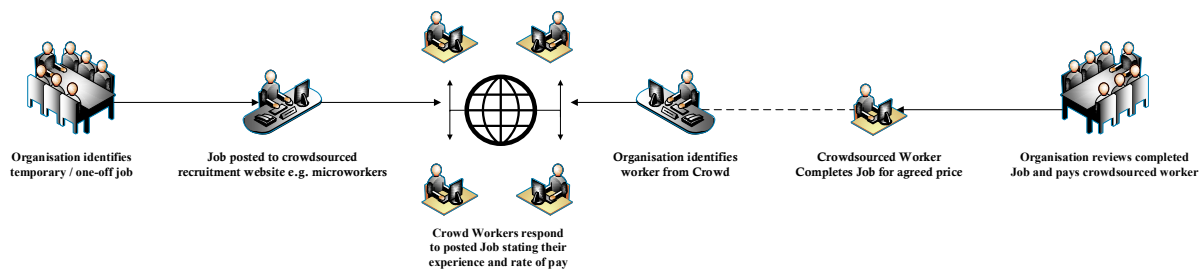 Organisation identifies
temporary / one-off job
Job posted to crowdsourced
recruitment website e.g. microworkers
Crowd Workers respond
to posted Job stating their
experience and rate of pay
Organisation identifies
worker from Crowd
Crowdsourced Worker
Completes Job for agreed price
Organisation reviews completed
Job and pays crowdsourced worker